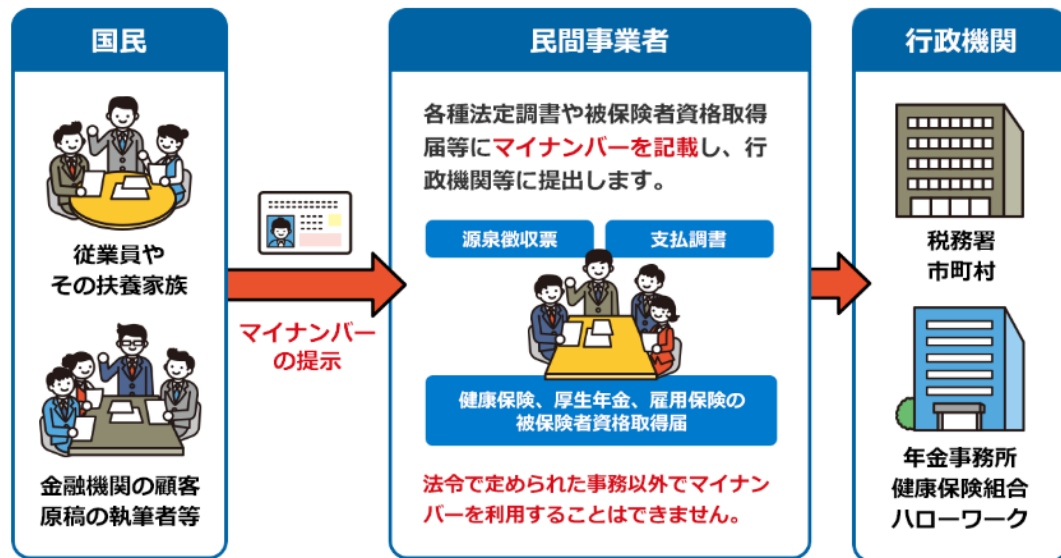 国民
従業員や
その扶養家族
金融機関の顧客
原稿の執筆者等
マイナンバー
の提示
民間事業者
各種法定調書や被保険者資格取得
届等にマイナンバーを記載し、行
政機関等に提出します。
源泉徴収票
支払調書
健康保険、厚生年金、雇用保険の
被保険者資格取得届
法令で定められた事務以外でマイナン
バーを利用することはできません。
行政機関
税務署
市町村
年金事務所
健康保険組合
ハローワーク